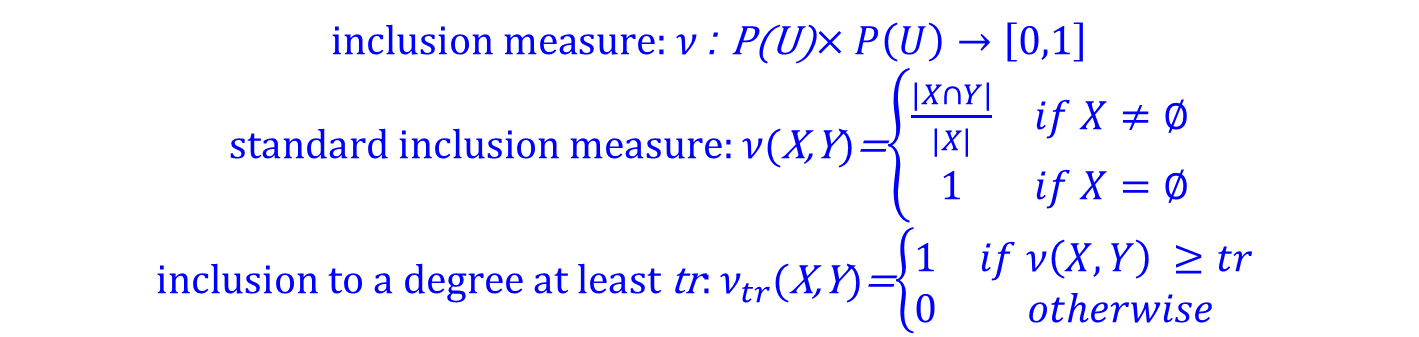 inclusion measure: ν : P(U)× P(U) → [0,1]
standard inclusion measure: ν(X,Y)={ |X∩Y| / |X| if X ≠ ∅
1 if X = ∅
inclusion to a degree at least tr: ν_tr(X,Y)={ 1 if ν(X,Y) ≥ tr
0 otherwise